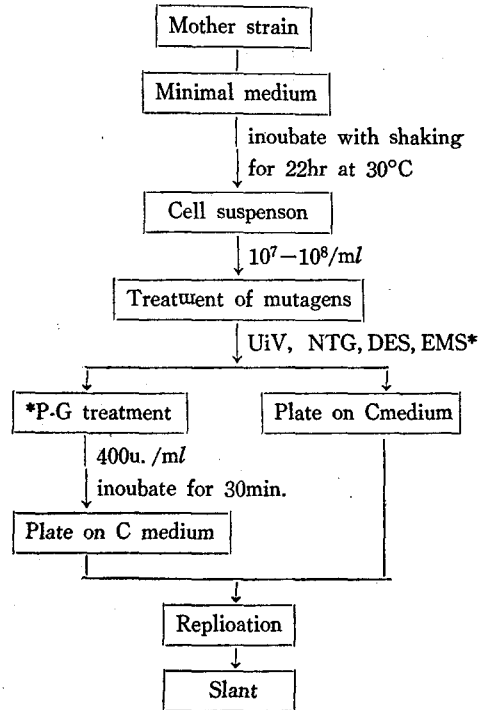 Mother strain
Minimal medium
inoubate with shaking
for 22hr at 30°C
Cell suspenson
10⁷−10⁸/ml
Treatment of mutagens
UiV, NTG, DES, EMS*
*P-G treatment
Plate on Cmedium
400u./ml
inoubate for 30min.
Plate on C medium
Replioation
Slant